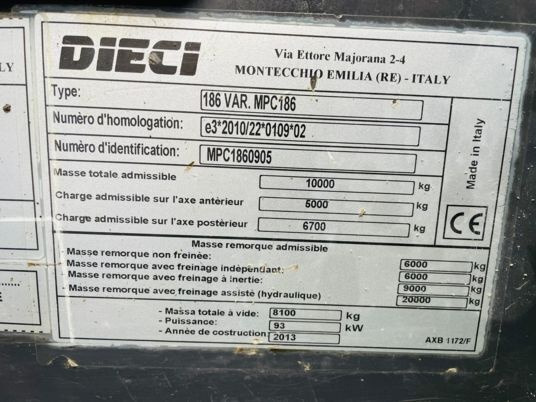 DIECI
Via Ettore Majorana 2-4
MONTECCHIO EMILIA (RE) - ITALY
Type: 186 VAR. MPC186
Numèro d'homologation: e3*2010/22*0109*02
Numèro d'identification: MPC1860905
Masse totale admissible 10000 kg
Charge admissible sur l'axe antérieur 5000 kg
Charge admissible sur l'axe postérieur 6700 kg
Made in Italy
CE
Masse remorque admissible
- Masse remorque non freinée: 6000 kg
- Masse remorque avec freinage indépendant: 6000 kg
- Masse remorque avec freinage à inertie: 9000 kg
- Masse remorque avec freinage assisté (hydraulique) 20000 kg
- Massa totale à vide: 8100 kg
- Puissance: 93 kW
- Année de costruction 2013
AXB 1172/F
LY
E